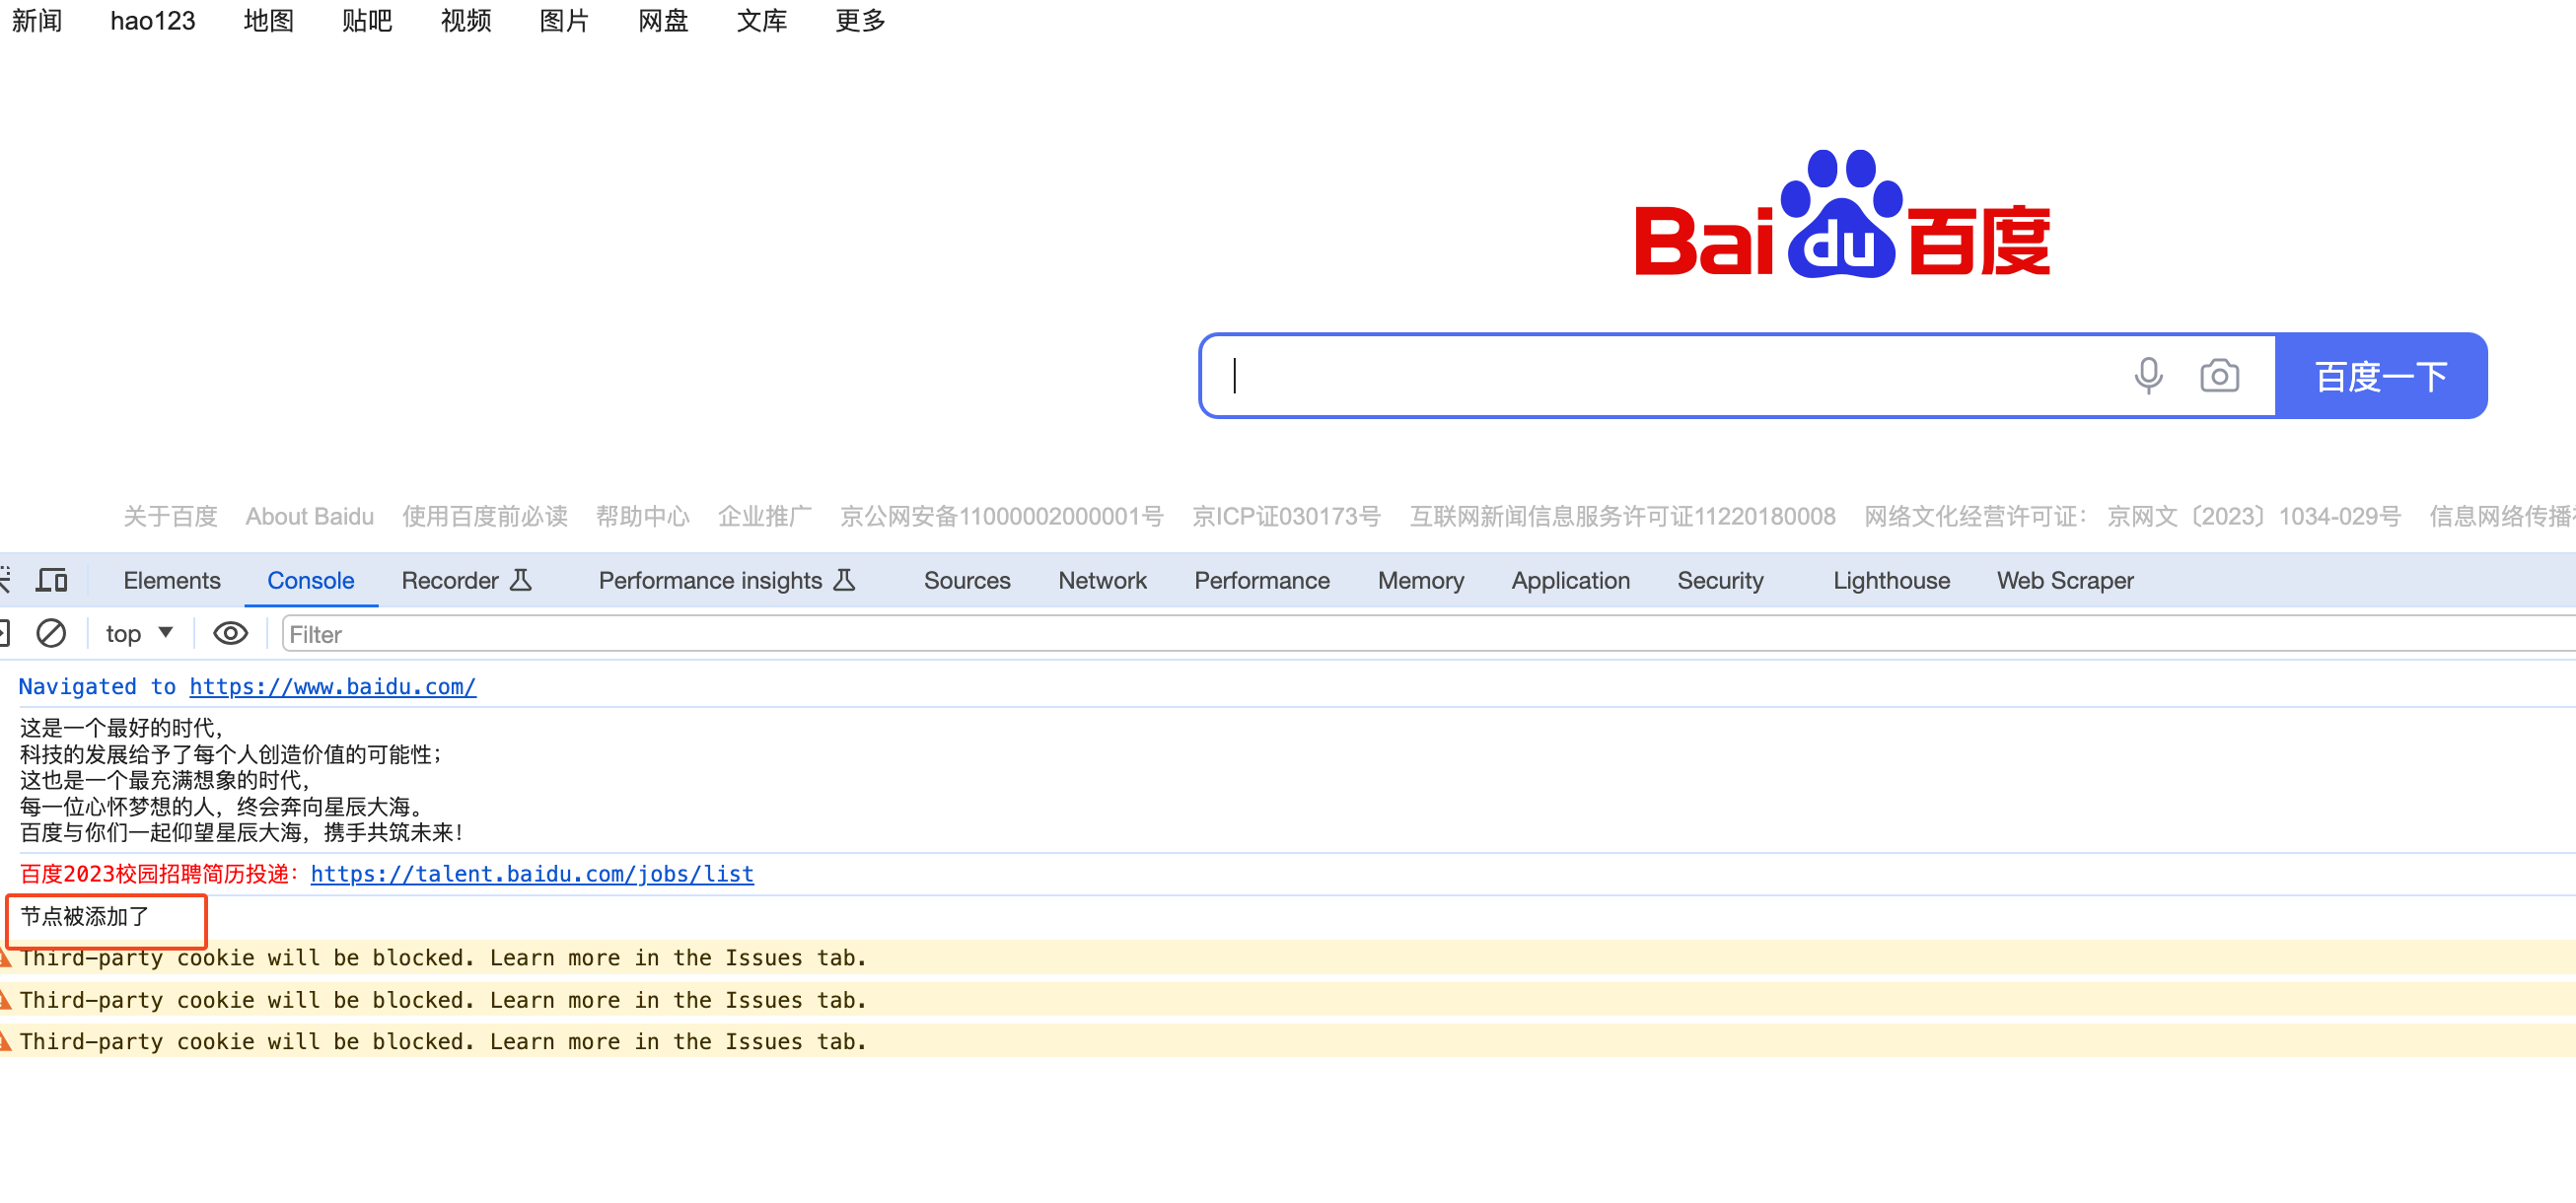 新闻 hao123 地图 贴吧 视频 图片 网盘 文库 更多
Bai du 百度
百度一下
关于百度 About Baidu 使用百度前必读 帮助中心 企业推广 京公网安备11000002000001号 京ICP证030173号 互联网新闻信息服务许可证11220180008 网络文化经营许可证： 京网文〔2023〕1034-029号 信息网络传播
Elements Console Recorder Performance insights Sources Network Performance Memory Application Security Lighthouse Web Scraper
top Filter
Navigated to https://www.baidu.com/
这是一个最好的时代，
科技的发展给予了每个人创造价值的可能性；
这也是一个最充满想象的时代，
每一位心怀梦想的人，终会奔向星辰大海。
百度与你们一起仰望星辰大海，携手共筑未来！
百度2023校园招聘简历投递：https://talent.baidu.com/jobs/list
节点被添加了
Third-party cookie will be blocked. Learn more in the Issues tab.
Third-party cookie will be blocked. Learn more in the Issues tab.
Third-party cookie will be blocked. Learn more in the Issues tab.